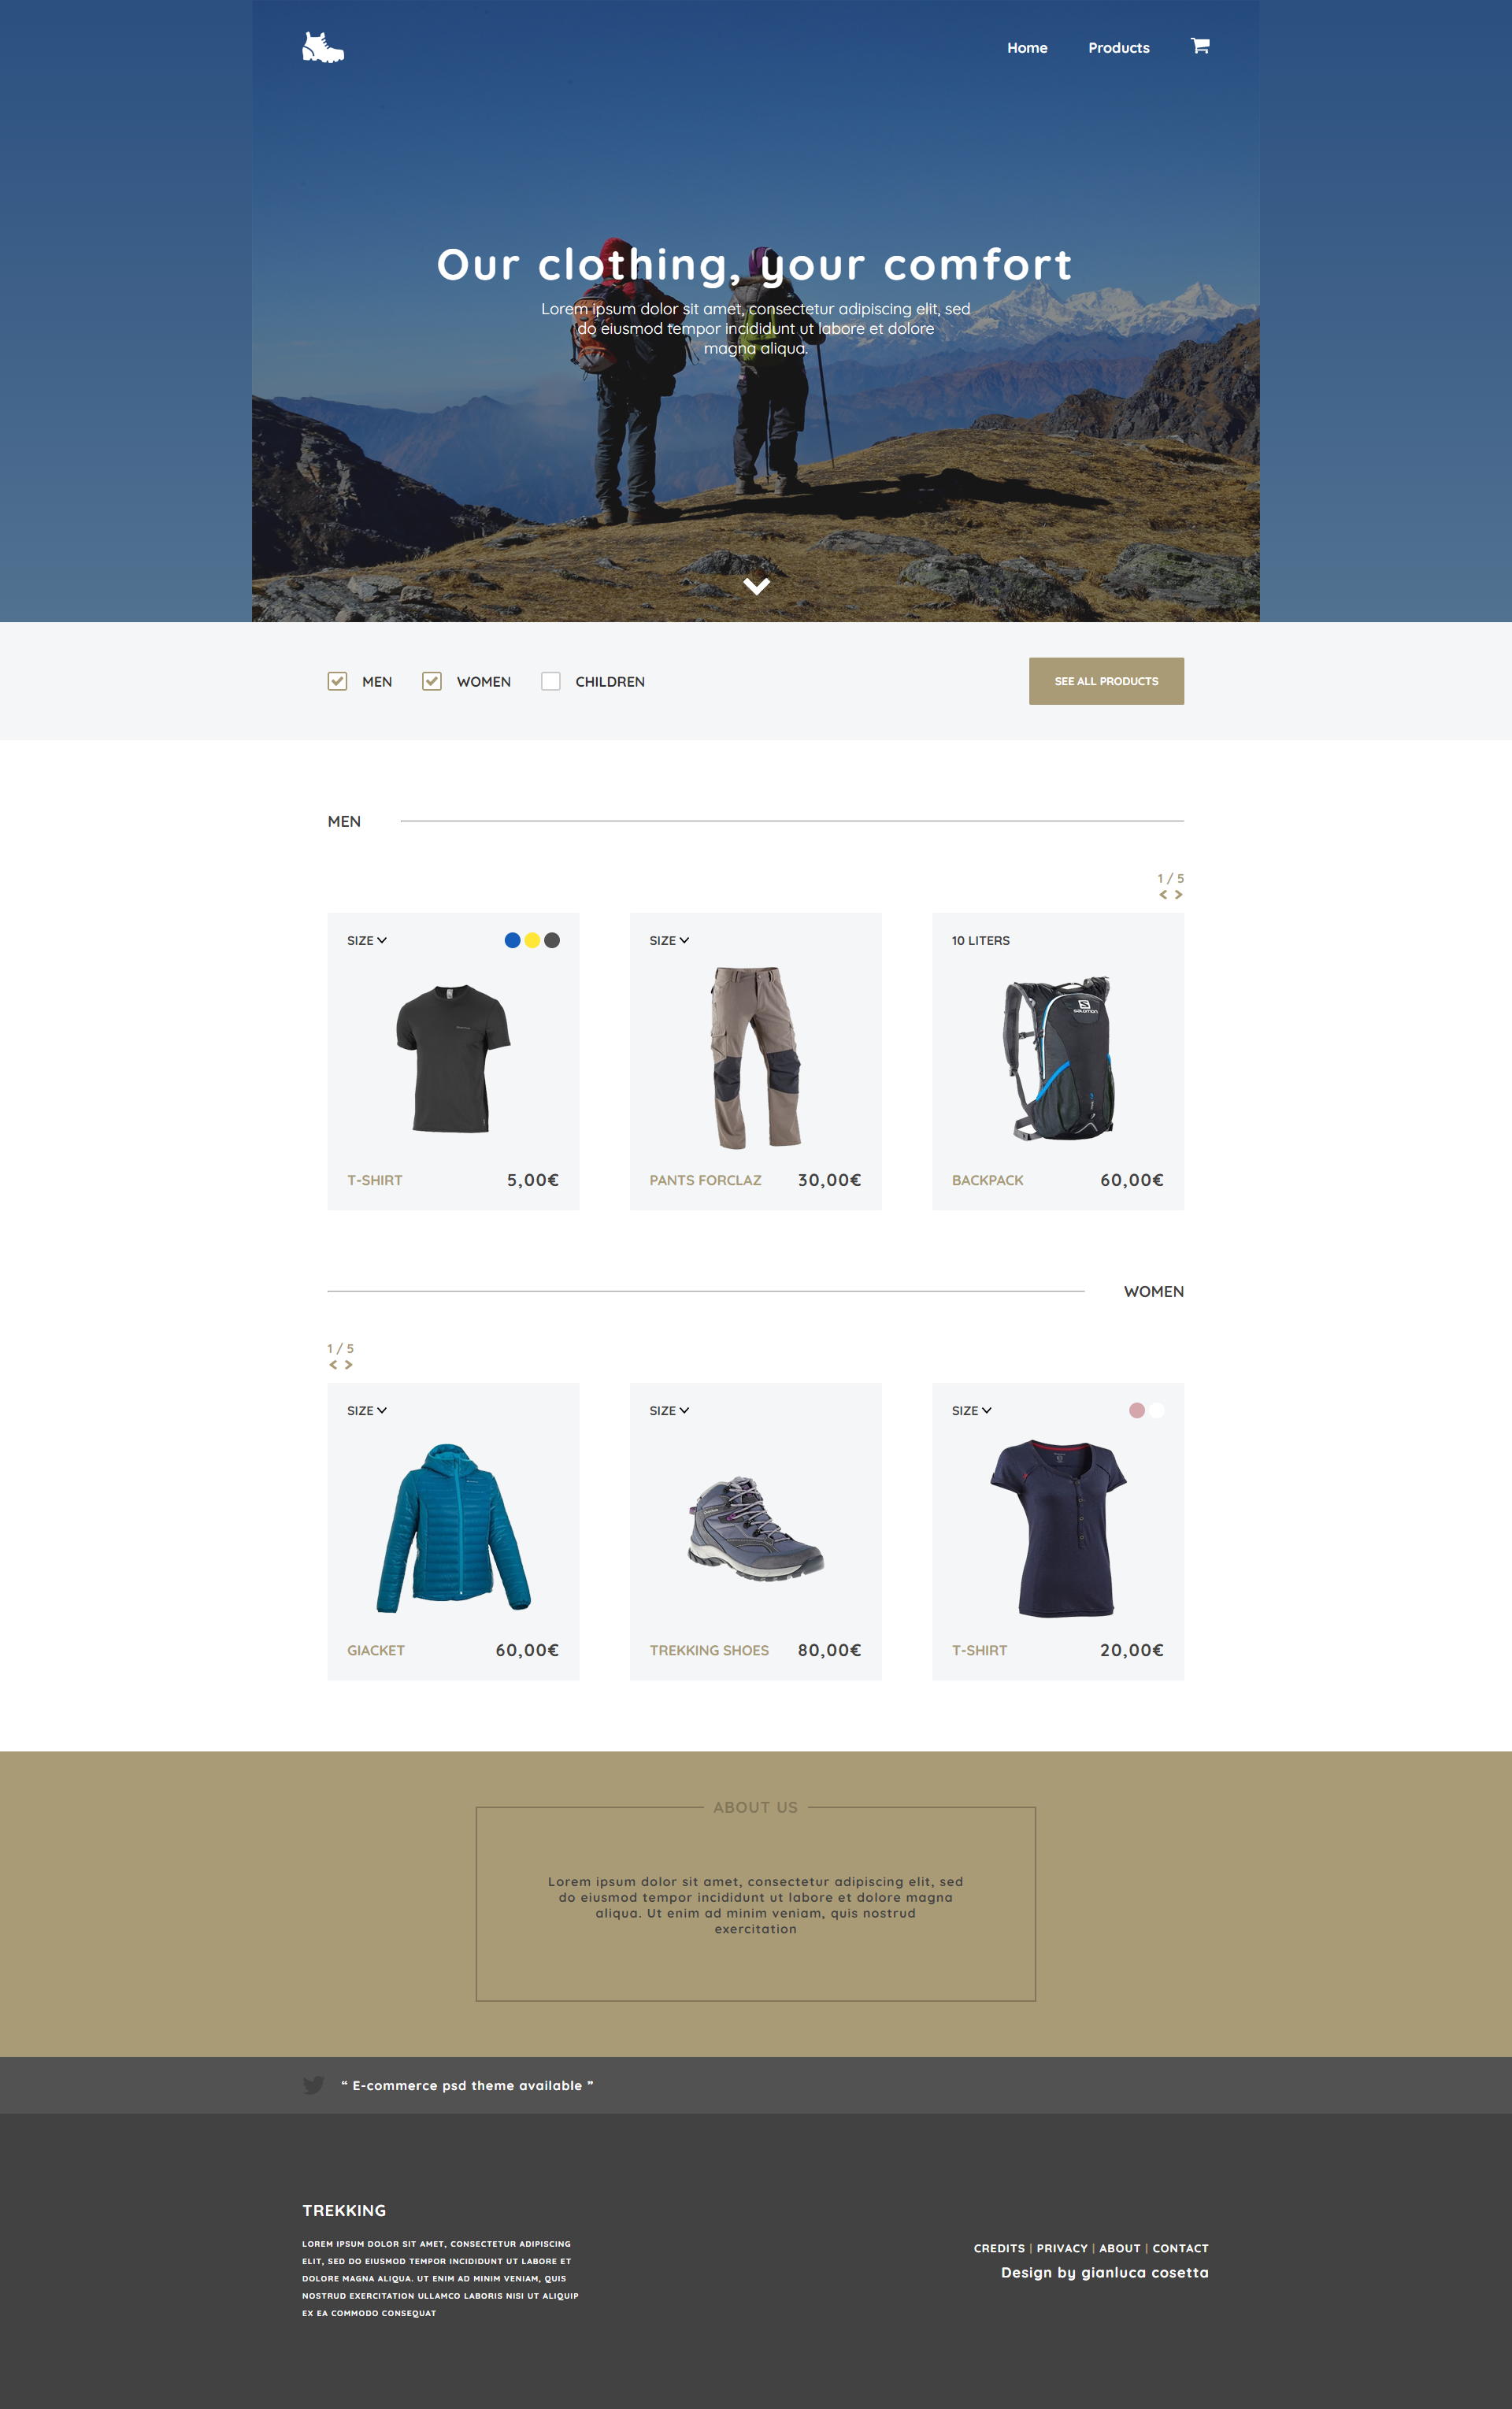 Home Products
Our clothing, your comfort
Lorem ipsum dolor sit amet, consectetur adipiscing elit, sed
do eiusmod tempor incididunt ut labore et dolore
magna aliqua.
MEN WOMEN CHILDREN
SEE ALL PRODUCTS
MEN
1 / 5
< >
SIZE
SIZE
10 LITERS
salomon
T-SHIRT 5,00€
PANTS FORCLAZ 30,00€
BACKPACK 60,00€
WOMEN
1 / 5
< >
SIZE
SIZE
SIZE
GIACKET 60,00€
TREKKING SHOES 80,00€
T-SHIRT 20,00€
ABOUT US
Lorem ipsum dolor sit amet, consectetur adipiscing elit, sed
do eiusmod tempor incididunt ut labore et dolore magna
aliqua. Ut enim ad minim veniam, quis nostrud
exercitation
“ E-commerce psd theme available ”
TREKKING
LOREM IPSUM DOLOR SIT AMET, CONSECTETUR ADIPISCING
ELIT, SED DO EIUSMOD TEMPOR INCIDIDUNT UT LABORE ET
DOLORE MAGNA ALIQUA. UT ENIM AD MINIM VENIAM, QUIS
NOSTRUD EXERCITATION ULLAMCO LABORIS NISI UT ALIQUIP
EX EA COMMODO CONSEQUAT
CREDITS | PRIVACY | ABOUT | CONTACT
Design by gianluca cosetta